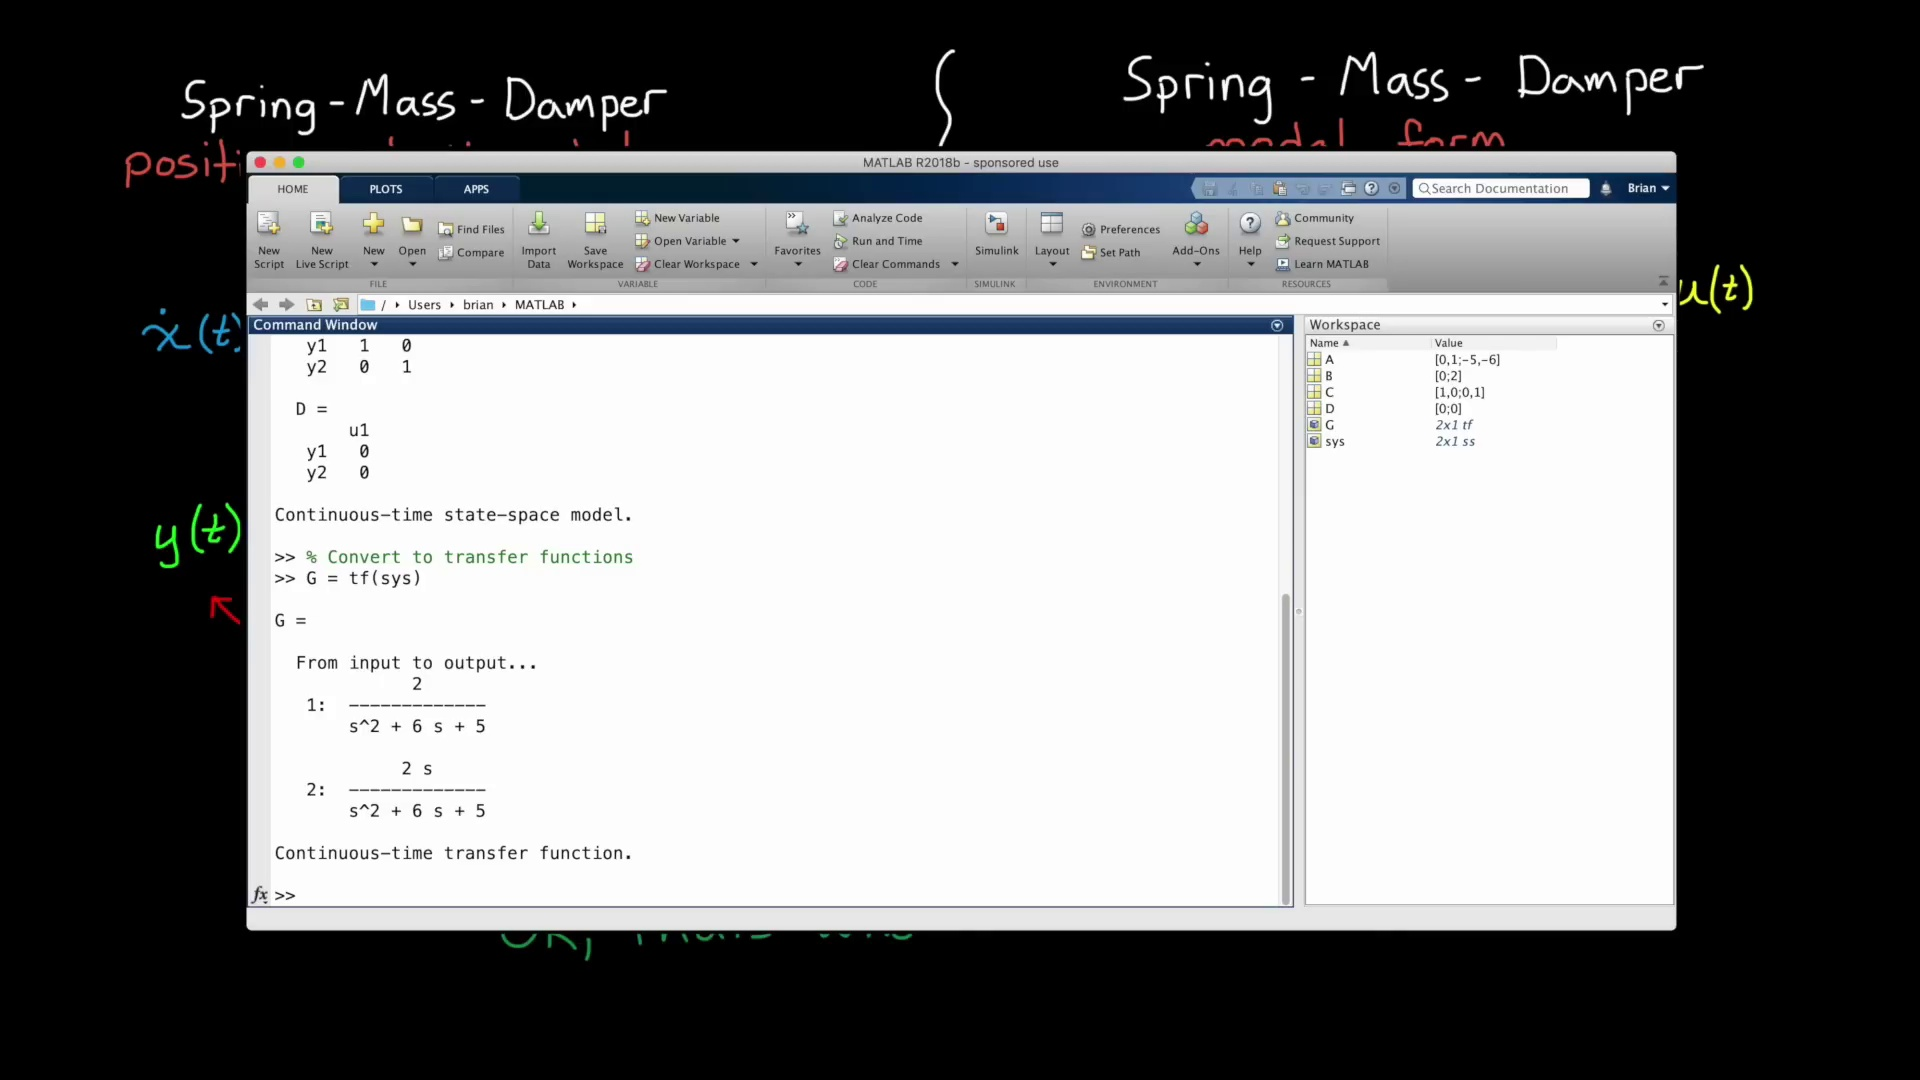 Spring - Mass - Damper
Spring - Mass - Damper
modal form
MATLAB R2018b - sponsored use
HOME PLOTS APPS
Search Documentation
Brian
New Script
New Live Script
New
Open
Find Files
Compare
FILE
Import Data
Save Workspace
New Variable
Open Variable
Clear Workspace
VARIABLE
Favorites
Analyze Code
Run and Time
Clear Commands
CODE
Simulink
SIMULINK
Layout
Preferences
Set Path
Add-Ons
ENVIRONMENT
Help
Community
Request Support
Learn MATLAB
RESOURCES
/ Users brian MATLAB
Command Window
y1 1 0
y2 0 1
D =
u1
y1 0
y2 0
Continuous-time state-space model.
>> % Convert to transfer functions
>> G = tf(sys)
G =
From input to output...
2
1: -------------
s^2 + 6 s + 5
2 s
2: -------------
s^2 + 6 s + 5
Continuous-time transfer function.
fx >>
Workspace
Name Value
A [0,1;-5,-6]
B [0;2]
C [1,0;0,1]
D [0;0]
G 2x1 tf
sys 2x1 ss
ẋ(t)
y(t)
u(t)